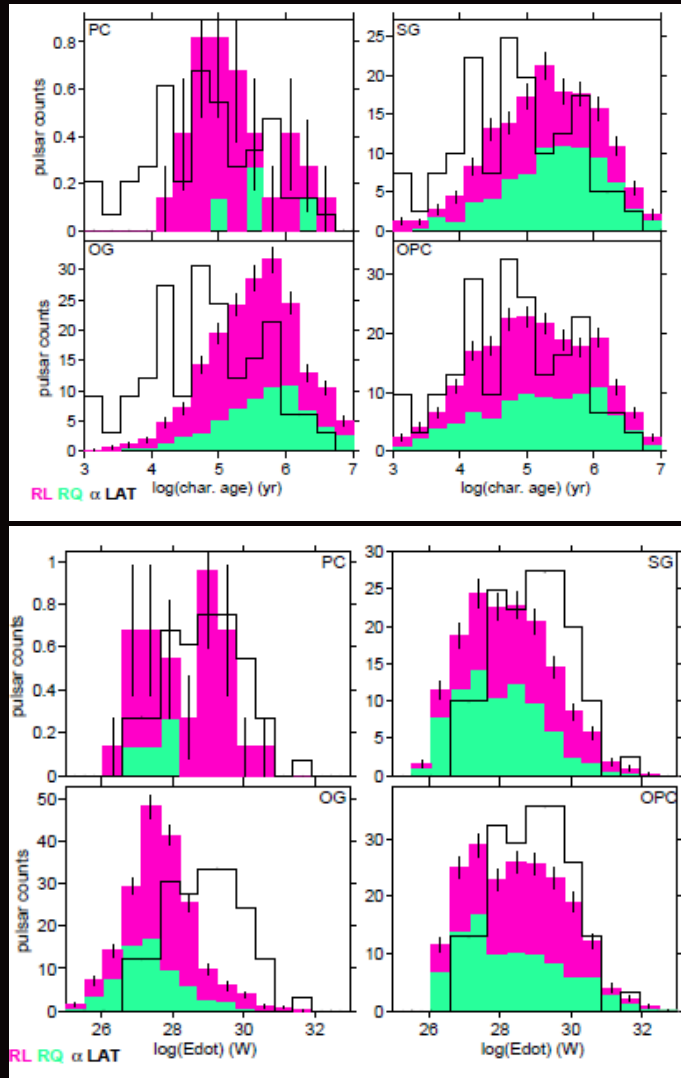 PC
SG
0.8
0.6
0.4
0.2
0
25
20
15
10
5
0
pulsar counts
OG
OPC
30
25
20
15
10
5
0
30
20
10
0
pulsar counts
3 4 5 6 7
3 4 5 6 7
log(char. age) (yr)
log(char. age) (yr)
RL RQ α LAT
PC
SG
1
0.8
0.6
0.4
0.2
0
30
25
20
15
10
5
0
pulsar counts
OG
OPC
50
40
30
20
10
0
30
20
10
0
pulsar counts
26 28 30 32
26 28 30 32
log(Edot) (W)
log(Edot) (W)
RL RQ α LAT